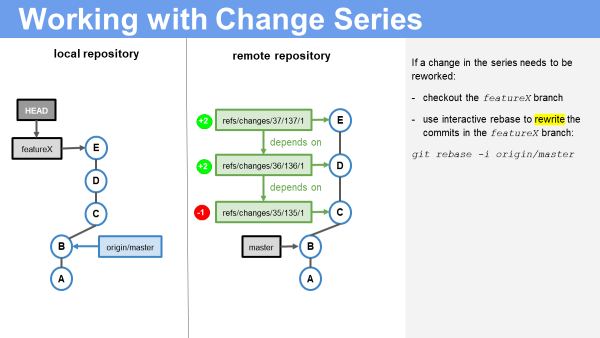 Working with Change Series
local repository
HEAD
featureX
E
D
C
B
origin/master
A
remote repository
+2
refs/changes/37/137/1
E
depends on
+2
refs/changes/36/136/1
D
depends on
-1
refs/changes/35/135/1
C
master
B
A
If a change in the series needs to be
reworked:
- checkout the featureX branch
- use interactive rebase to rewrite the
commits in the featureX branch:
git rebase -i origin/master